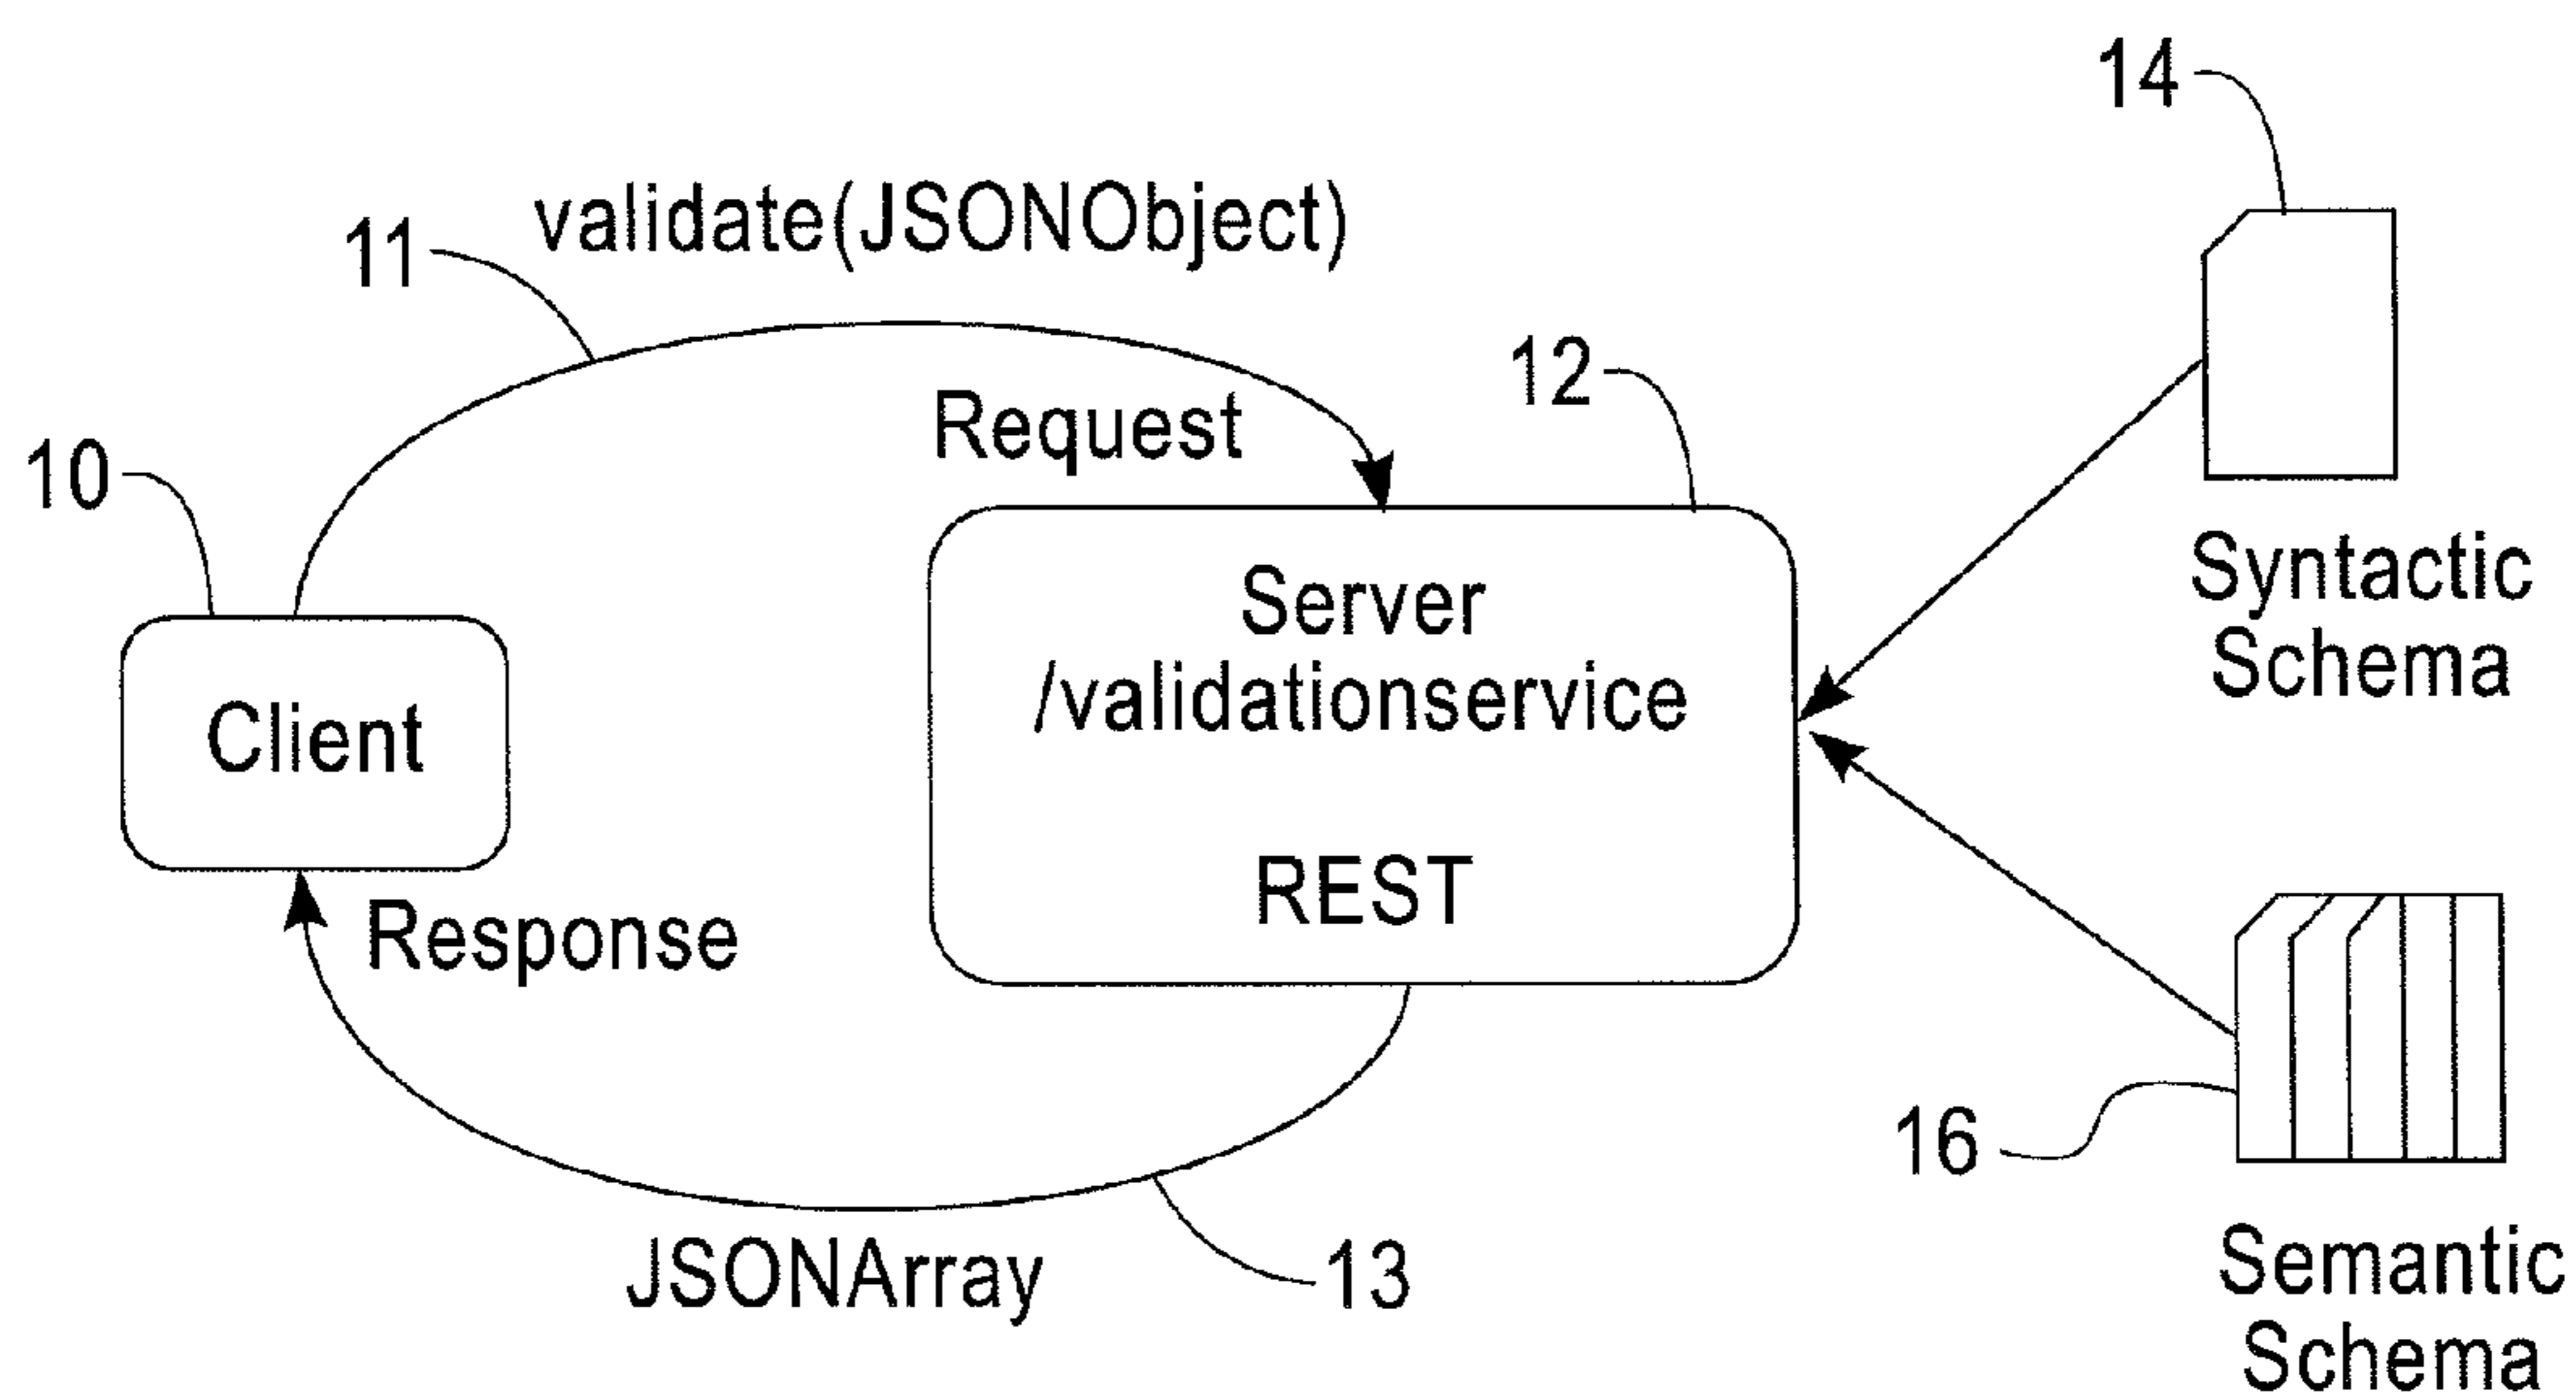 14
validate(JSONObject)
11
Request
12
10
Syntactic
Schema
Server
/validationservice
REST
Client
Response
16
JSONArray
13
Semantic
Schema